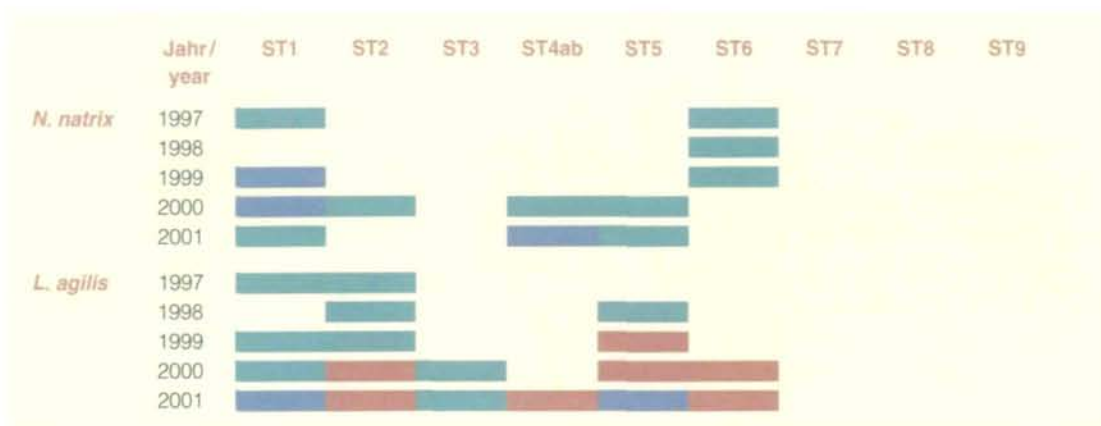 Jahr/ ST1 ST2 ST3 ST4ab ST5 ST6 ST7 ST8 ST9
year
N. natrix 1997
1998
1999
2000
2001
L. agilis 1997
1998
1999
2000
2001